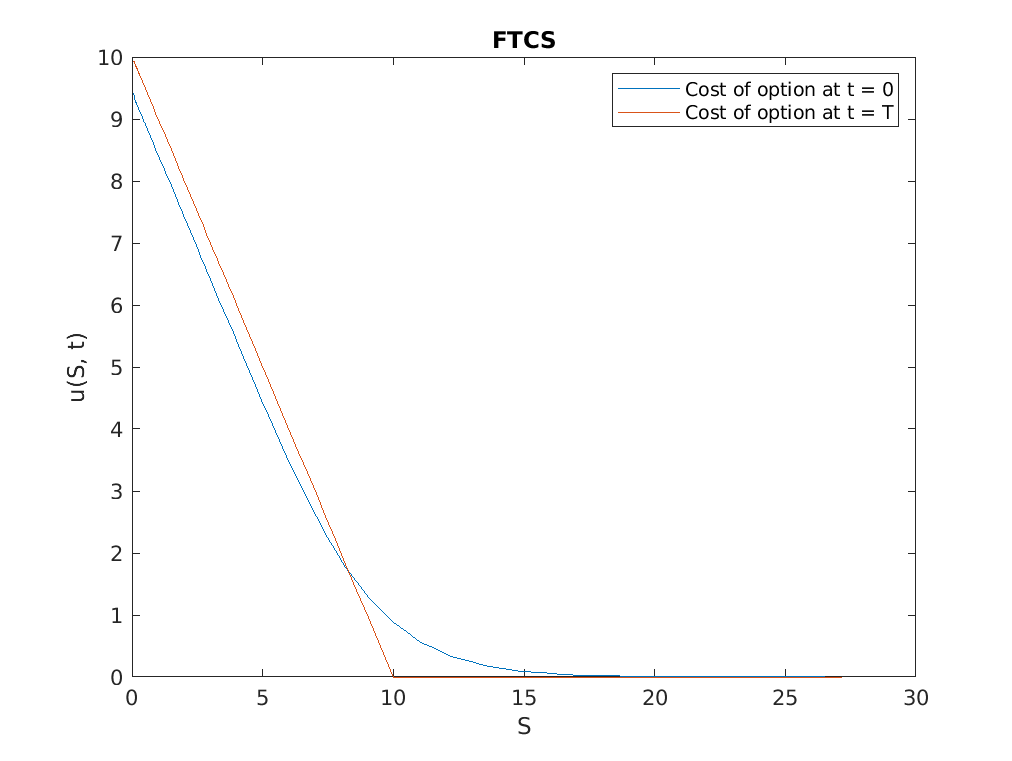 FTCS
Cost of option at t = 0
Cost of option at t = T
u(S, t)
10
9
8
7
6
5
4
3
2
1
0
0 5 10 15 20 25 30
S